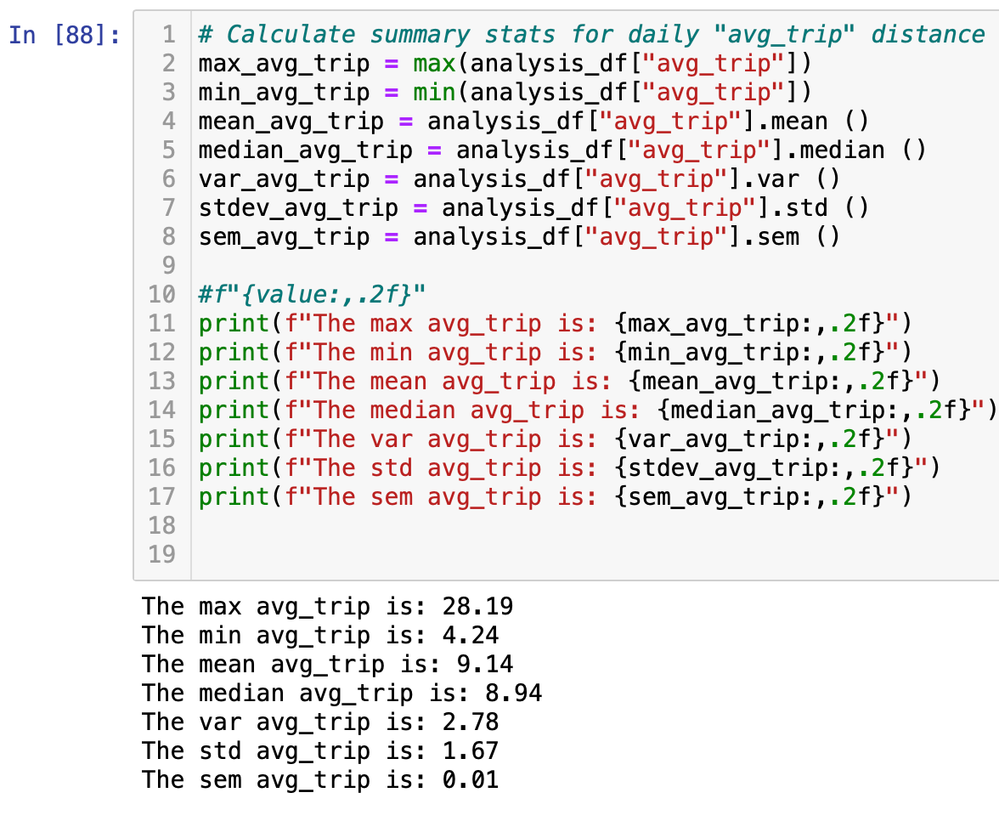 In [88]:
1 # Calculate summary stats for daily "avg_trip" distance
2 max_avg_trip = max(analysis_df["avg_trip"])
3 min_avg_trip = min(analysis_df["avg_trip"])
4 mean_avg_trip = analysis_df["avg_trip"].mean ()
5 median_avg_trip = analysis_df["avg_trip"].median ()
6 var_avg_trip = analysis_df["avg_trip"].var ()
7 stdev_avg_trip = analysis_df["avg_trip"].std ()
8 sem_avg_trip = analysis_df["avg_trip"].sem ()
9
10 #f"{value:,.2f}"
11 print(f"The max avg_trip is: {max_avg_trip:,.2f}")
12 print(f"The min avg_trip is: {min_avg_trip:,.2f}")
13 print(f"The mean avg_trip is: {mean_avg_trip:,.2f}")
14 print(f"The median avg_trip is: {median_avg_trip:,.2f}")
15 print(f"The var avg_trip is: {var_avg_trip:,.2f}")
16 print(f"The std avg_trip is: {stdev_avg_trip:,.2f}")
17 print(f"The sem avg_trip is: {sem_avg_trip:,.2f}")
18
19
The max avg_trip is: 28.19
The min avg_trip is: 4.24
The mean avg_trip is: 9.14
The median avg_trip is: 8.94
The var avg_trip is: 2.78
The std avg_trip is: 1.67
The sem avg_trip is: 0.01